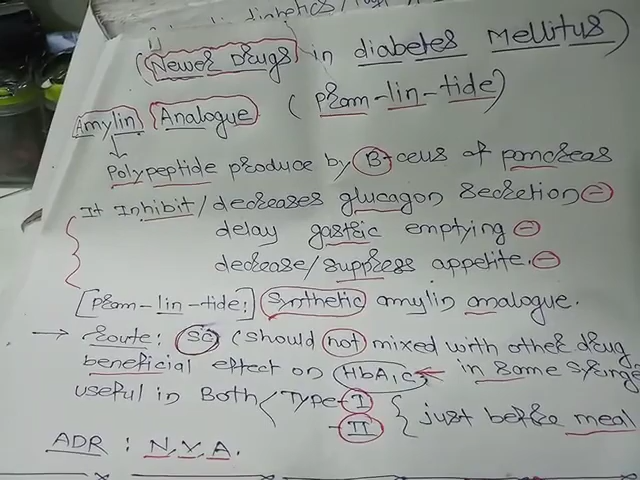 diabetics /
(Newer Drugs in diabetes Mellitus)
Amylin Analogue (pram-lin-tide)
Polypeptide produce by B-cells of pancreas
It Inhibit/decreases glucagon secretion -
delay gastric emptying -
decrease/suppress appetite. -
[pram-lin-tide:] Synthetic amylin analogue.
→ Route: SC (should not mixed with other drug
beneficial effect on HbA1c ← in same syringe
useful in Both < Type-I { just before meal
-II
ADR : N.V.A.